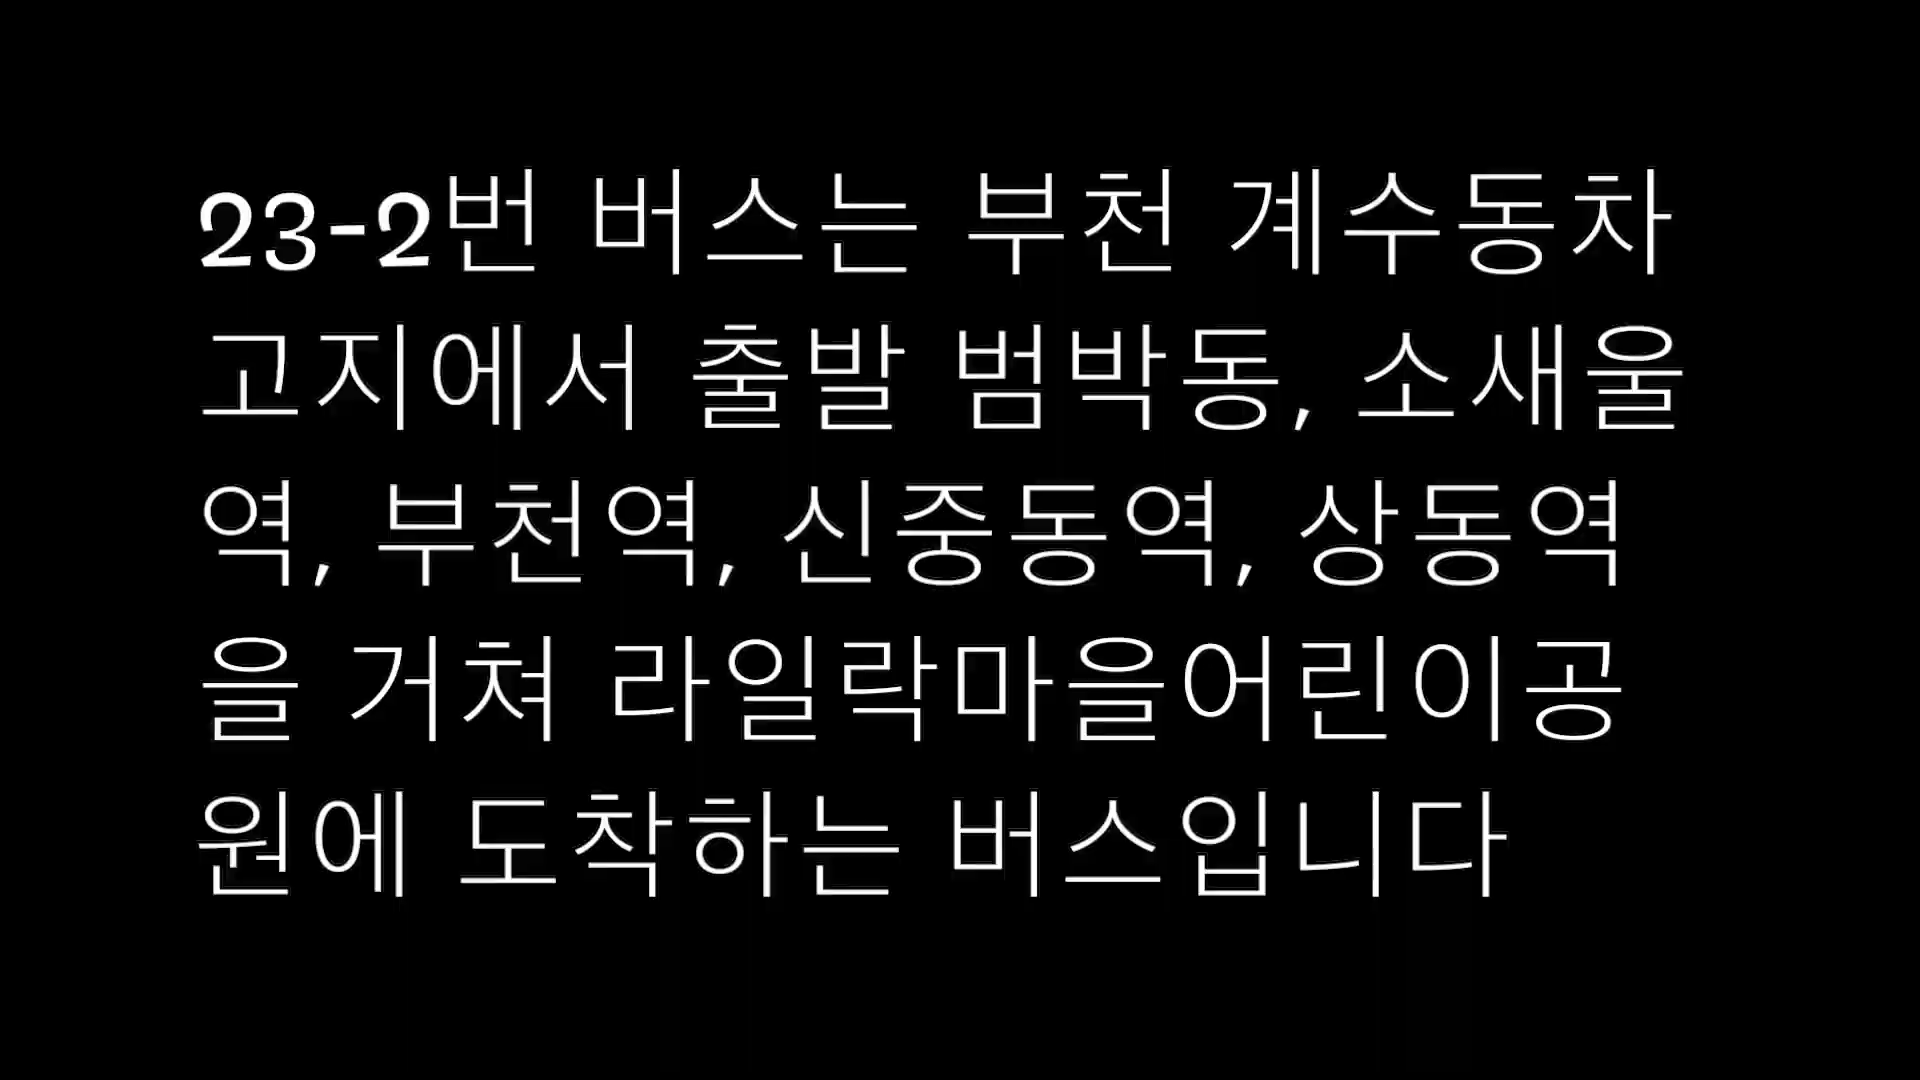 23-2번 버스는 부천 계수동차
고지에서 출발 범박동, 소새울
역, 부천역, 신중동역, 상동역
을 거쳐 라일락마을어린이공
원에 도착하는 버스입니다